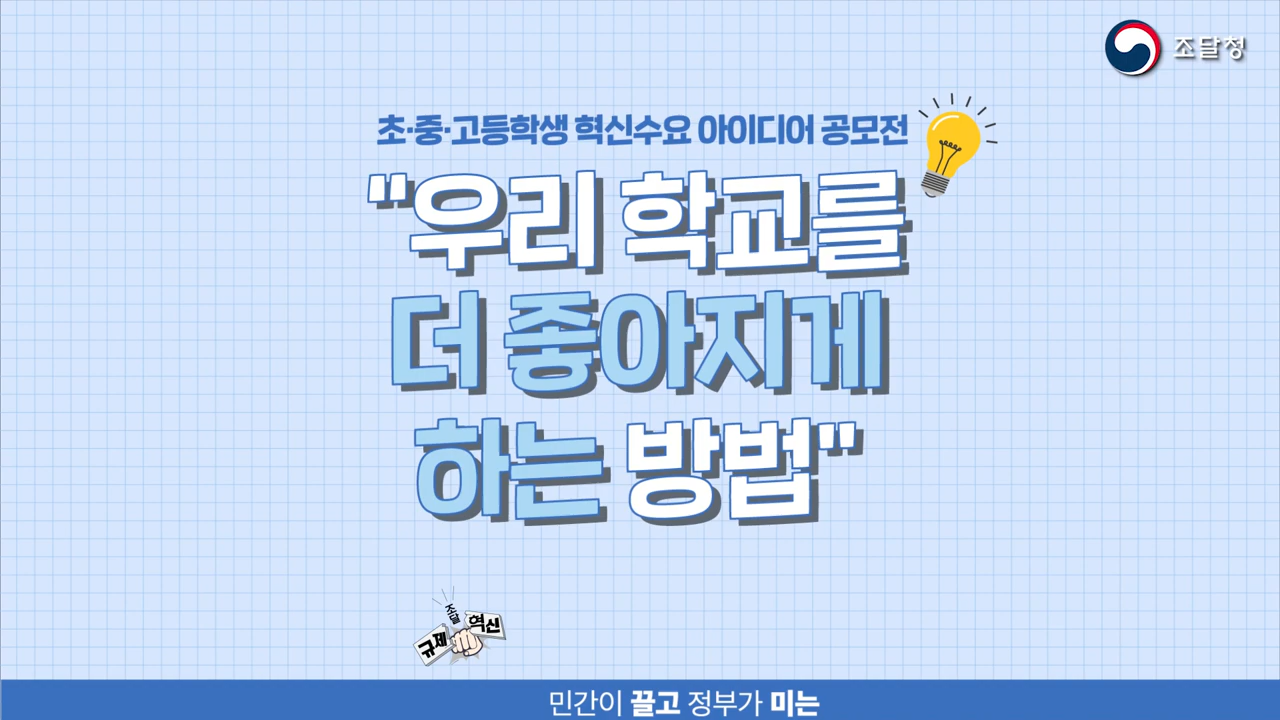 조달청
초·중·고등학생 혁신수요 아이디어 공모전
"우리 학교를
더 좋아지게
하는 방법"
조달
규제 혁신
민간이 끌고 정부가 미는